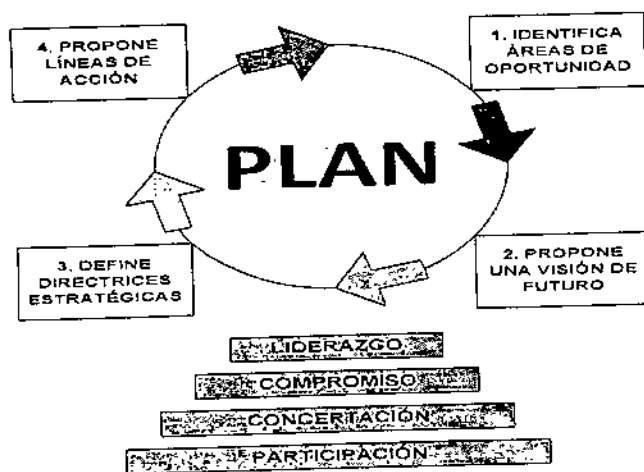 4. PROPONE
LÍNEAS DE
ACCIÓN
1. IDENTIFICA
ÁREAS DE
OPORTUNIDAD
PLAN
3. DEFINE
DIRECTRICES
ESTRATÉGICAS
2. PROPONE
UNA VISIÓN DE
FUTURO
LIDERAZGO
COMPROMISO
CONCERTACIÓN
PARTICIPACIÓN